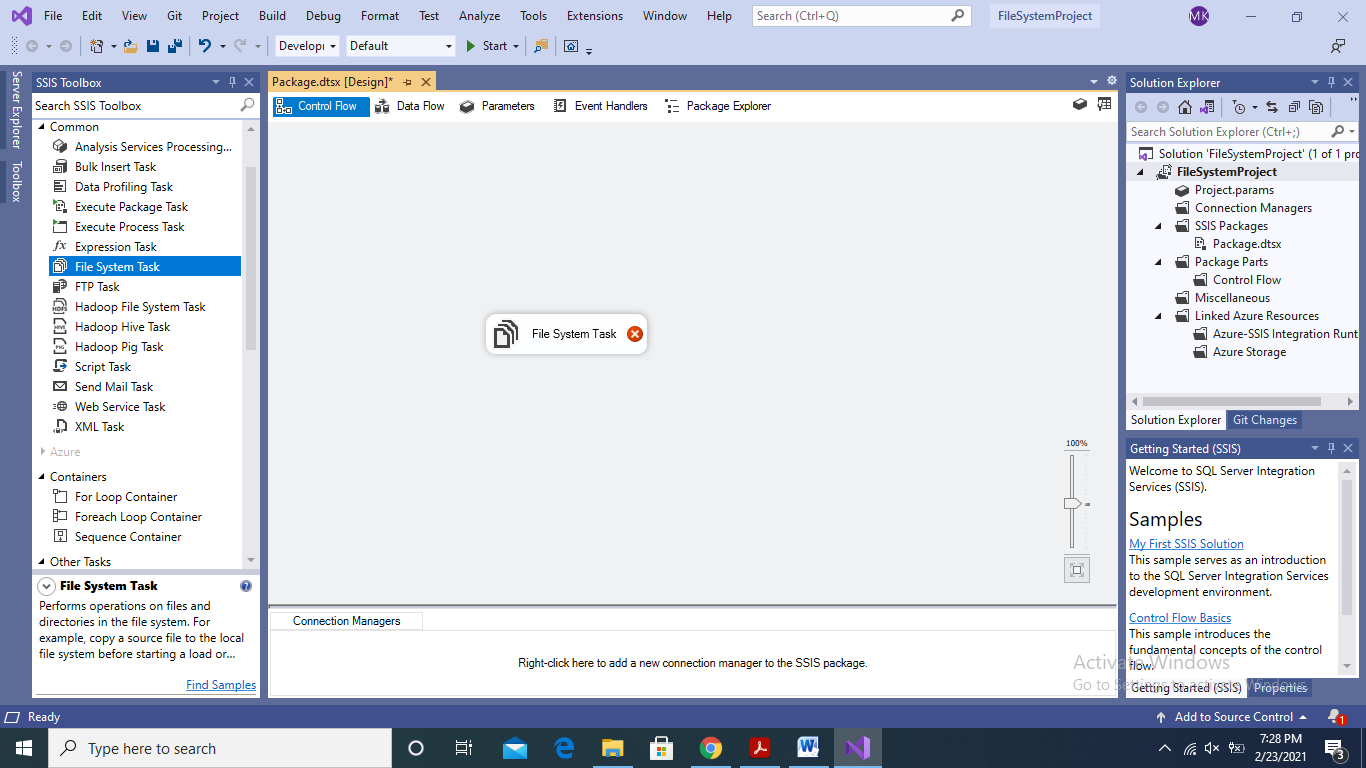 File Edit View Git Project Build Debug Format Test Analyze Tools Extensions Window Help Search (Ctrl+Q) FileSystemProject MK
Developı Default Start
Server Explorer
Toolbox
SSIS Toolbox
Search SSIS Toolbox
Common
Analysis Services Processing...
Bulk Insert Task
Data Profiling Task
Execute Package Task
Execute Process Task
Expression Task
File System Task
FTP Task
Hadoop File System Task
Hadoop Hive Task
Hadoop Pig Task
Script Task
Send Mail Task
Web Service Task
XML Task
Azure
Containers
For Loop Container
Foreach Loop Container
Sequence Container
Other Tasks
File System Task
Performs operations on files and
directories in the file system. For
example, copy a source file to the local
file system before starting a load or...
Find Samples
Package.dtsx [Design]*
Control Flow Data Flow Parameters Event Handlers Package Explorer
File System Task
100%
Connection Managers
Right-click here to add a new connection manager to the SSIS package.
Solution Explorer
Search Solution Explorer (Ctrl+;)
Solution 'FileSystemProject' (1 of 1 pro
FileSystemProject
Project.params
Connection Managers
SSIS Packages
Package.dtsx
Package Parts
Control Flow
Miscellaneous
Linked Azure Resources
Azure-SSIS Integration Runt
Azure Storage
Solution Explorer Git Changes
Getting Started (SSIS)
Welcome to SQL Server Integration
Services (SSIS).
Samples
My First SSIS Solution
This sample serves as an introduction
to the SQL Server Integration Services
development environment.
Control Flow Basics
This sample introduces the
fundamental concepts of the control
flow.
Activate Windows
Go to Settings to activate Windows.
Getting Started (SSIS) Properties
Ready Add to Source Control 1
Type here to search
7:28 PM
2/23/2021
3